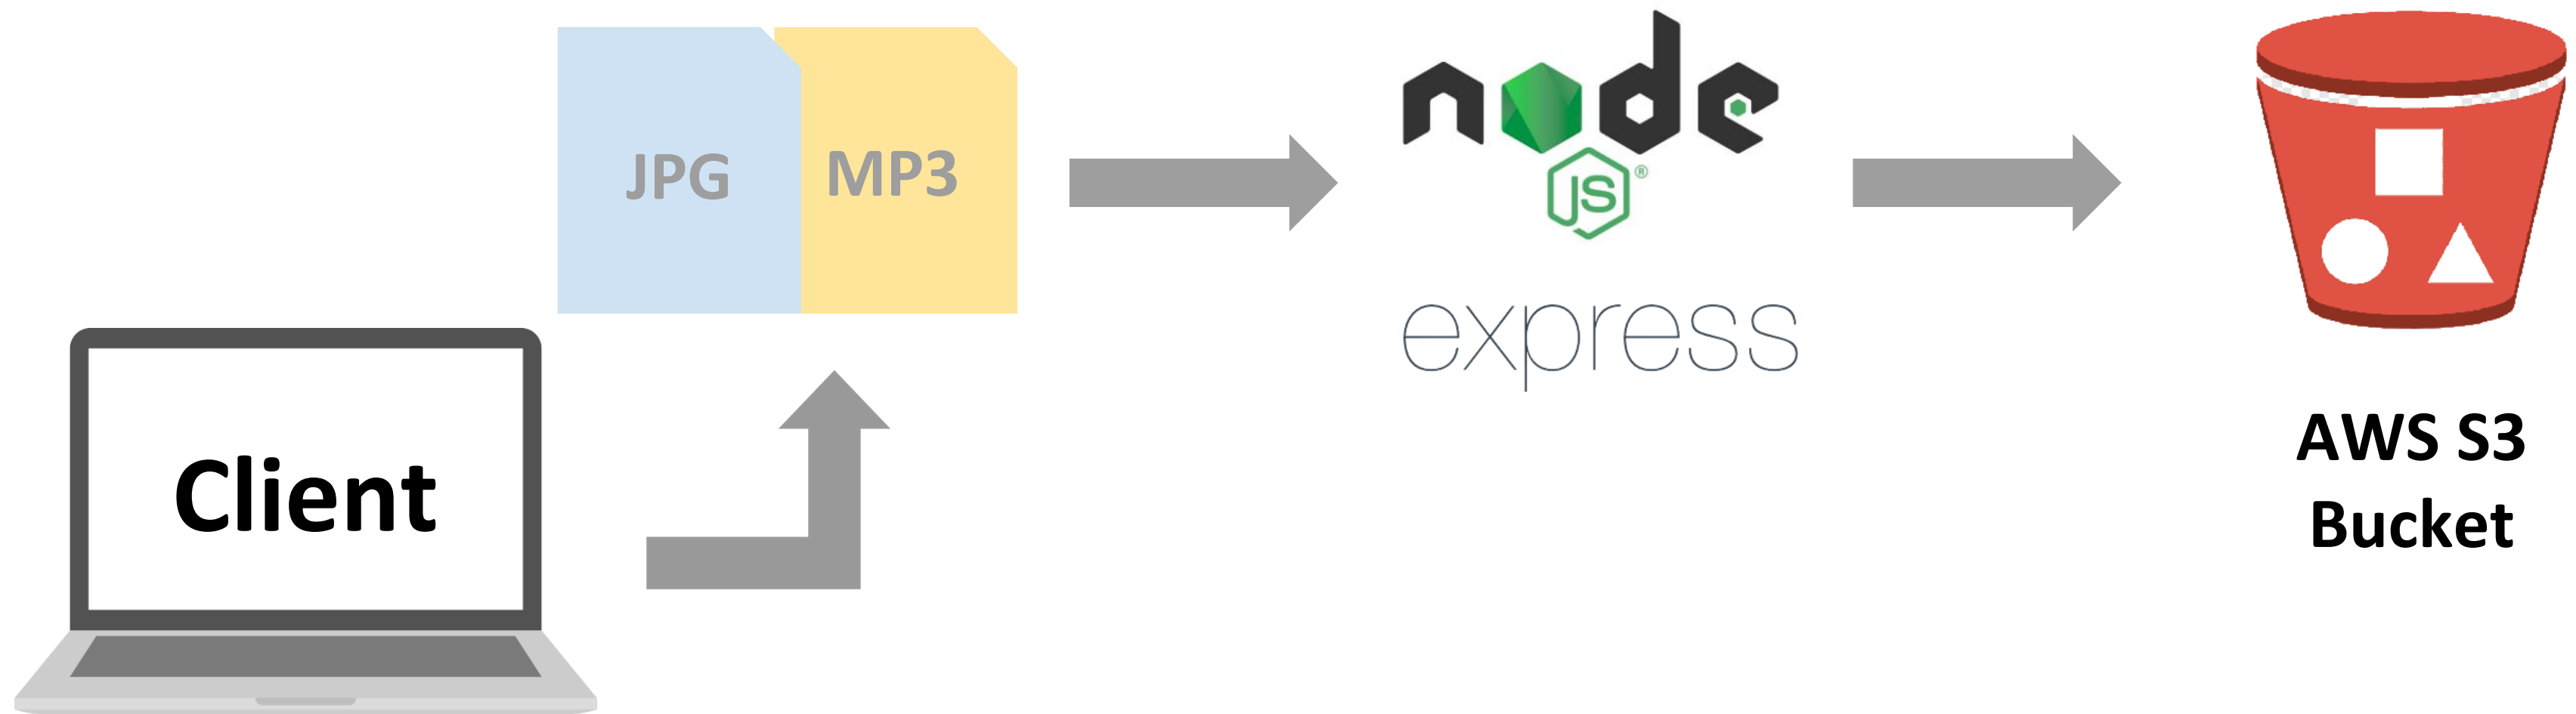 JPG
MP3
node
JS®
express
Client
AWS S3
Bucket